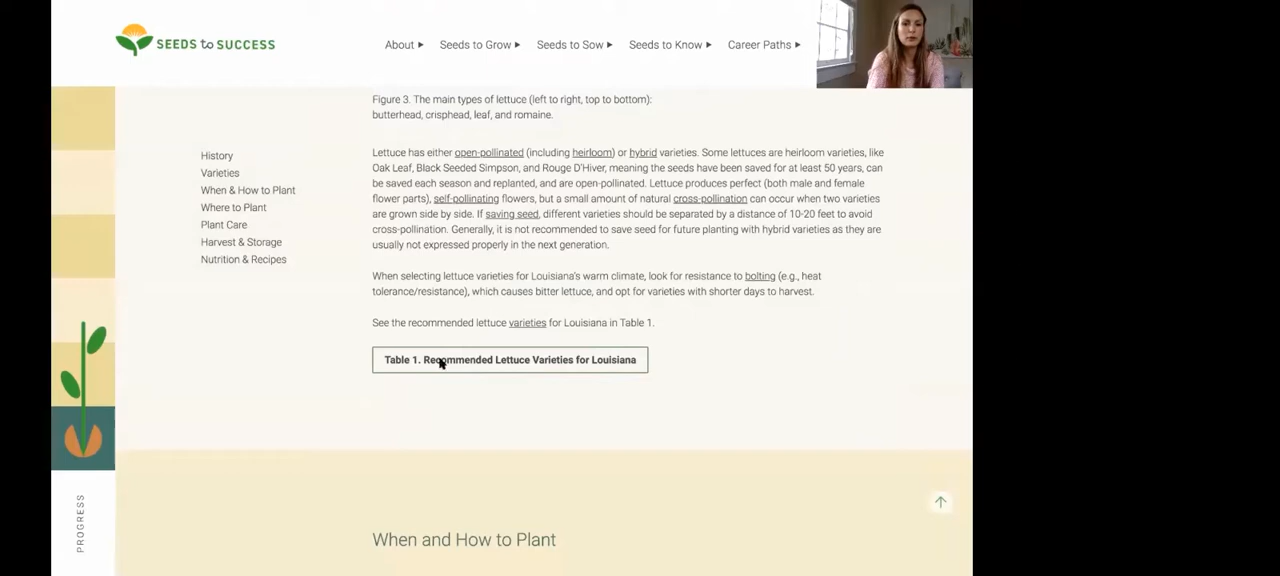 SEEDS to SUCCESS
About
Seeds to Grow
Seeds to Sow
Seeds to Know
Career Paths
Figure 3. The main types of lettuce (left to right, top to bottom):
butterhead, crisphead, leaf, and romaine.
History
Varieties
When & How to Plant
Where to Plant
Plant Care
Harvest & Storage
Nutrition & Recipes
Lettuce has either open-pollinated (including heirloom) or hybrid varieties. Some lettuces are heirloom varieties, like
Oak Leaf, Black Seeded Simpson, and Rouge D'Hiver, meaning the seeds have been saved for at least 50 years, can
be saved each season and replanted, and are open-pollinated. Lettuce produces perfect (both male and female
flower parts), self-pollinating flowers, but a small amount of natural cross-pollination can occur when two varieties
are grown side by side. If saving seed, different varieties should be separated by a distance of 10-20 feet to avoid
cross-pollination. Generally, it is not recommended to save seed for future planting with hybrid varieties as they are
usually not expressed properly in the next generation.
When selecting lettuce varieties for Louisiana's warm climate, look for resistance to bolting (e.g., heat
tolerance/resistance), which causes bitter lettuce, and opt for varieties with shorter days to harvest.
See the recommended lettuce varieties for Louisiana in Table 1.
Table 1. Recommended Lettuce Varieties for Louisiana
PROGRESS
When and How to Plant